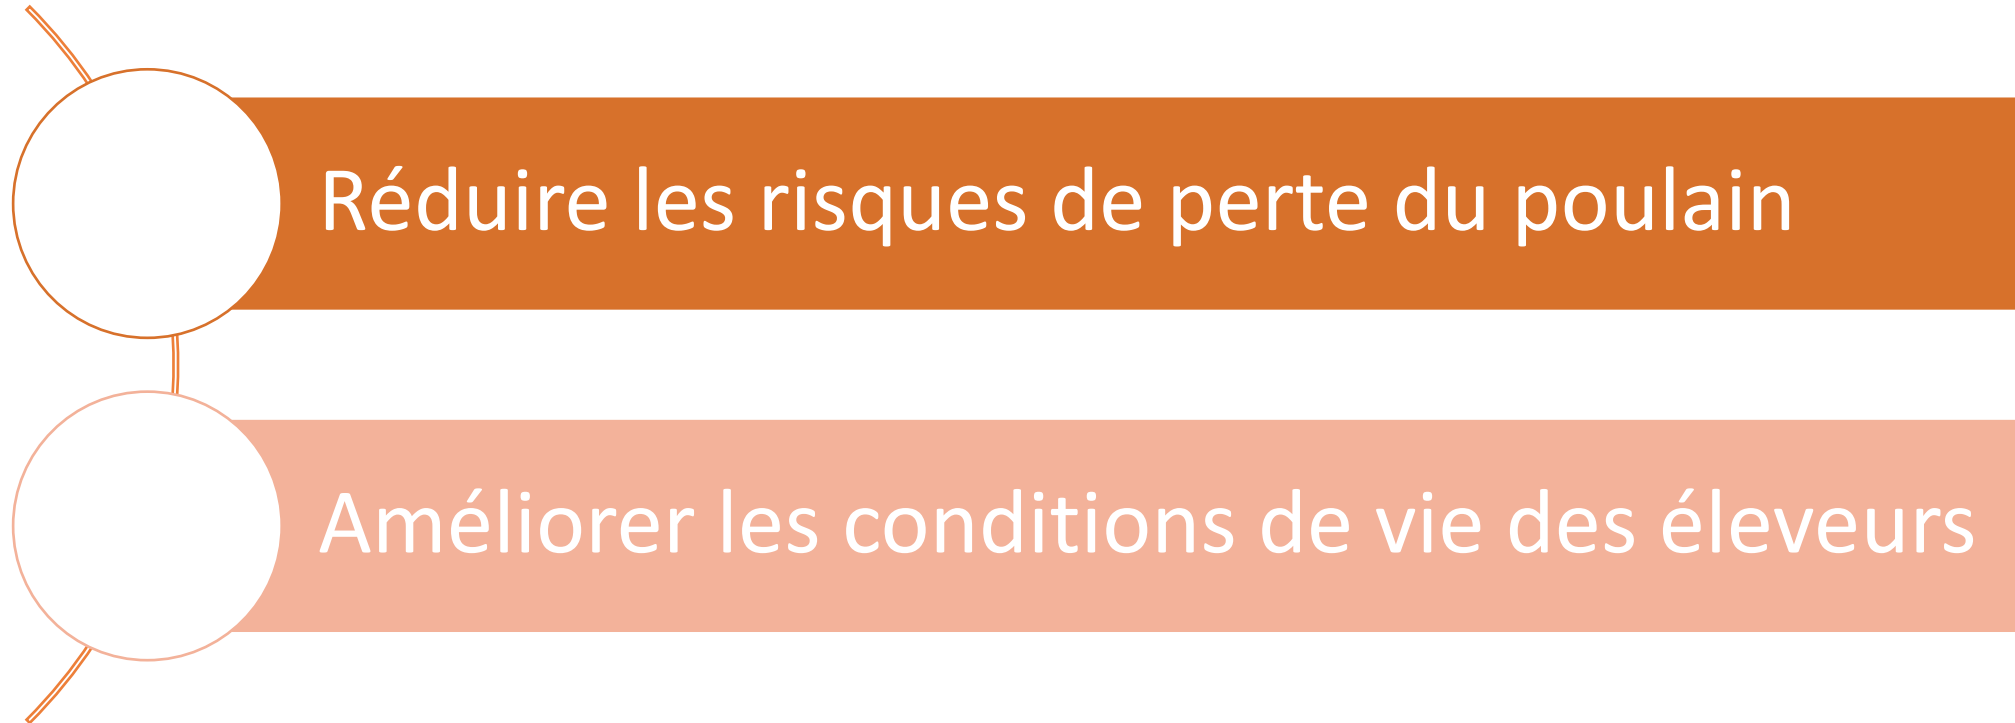 Réduire les risques de perte du poulain
Améliorer les conditions de vie des éleveurs